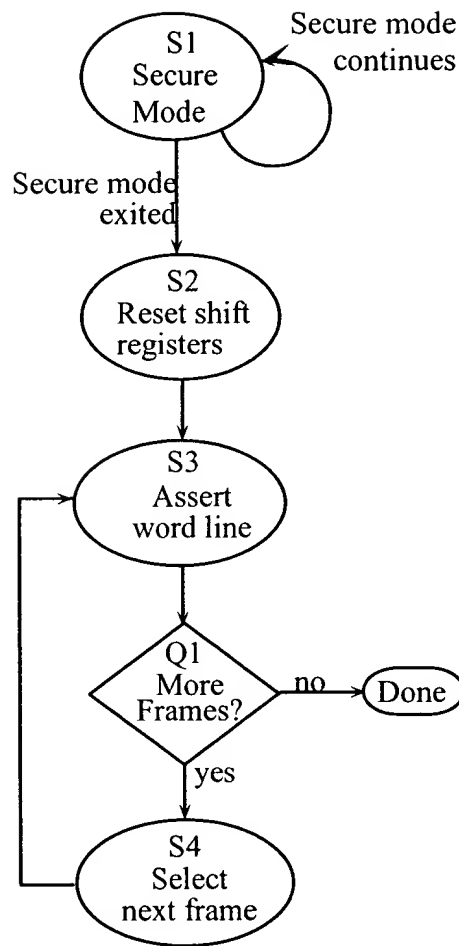 S1
Secure
Mode
Secure mode
continues
Secure mode
exited
S2
Reset shift
registers
S3
Assert
word line
Q1
More
Frames?
no
Done
yes
S4
Select
next frame